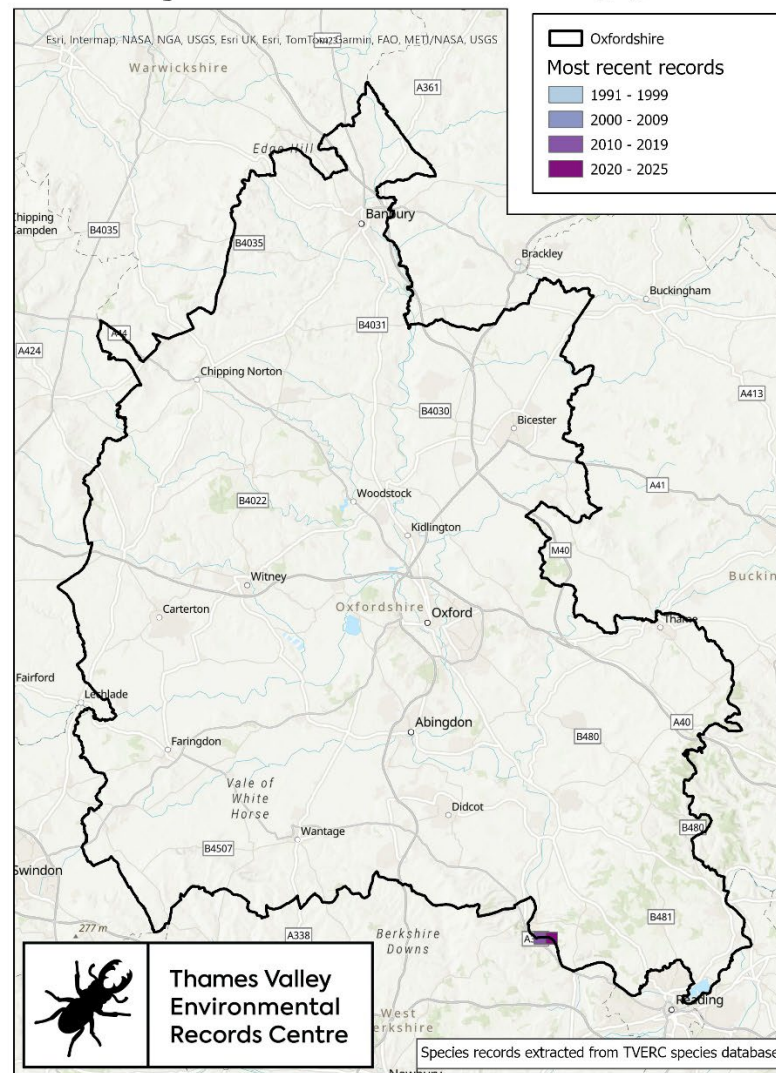 Esri, Intermap, NASA, NGA, USGS, Esri UK, Esri, TomTom, Garmin, FAO, METI/NASA, USGS
Oxfordshire
Most recent records
1991 - 1999
2000 - 2009
2010 - 2019
2020 - 2025
Warwickshire
A361
Edge Hill
Chipping
Campden
B4035
Banbury
B4035
Brackley
Buckingham
B4031
A44
A424
Chipping Norton
A413
B4030
Bicester
A41
B4022
Woodstock
Kidlington
M40
Witney
Carterton
Oxfordshire
Oxford
Thame
Fairford
Lechlade
Abingdon
A40
B480
Faringdon
Vale of
White
Horse
Didcot
Wantage
B480
B4507
Swindon
B481
277 m
A338
Berkshire
Downs
Reading
West
Thames Valley
Environmental
Records Centre
Species records extracted from TVERC species database